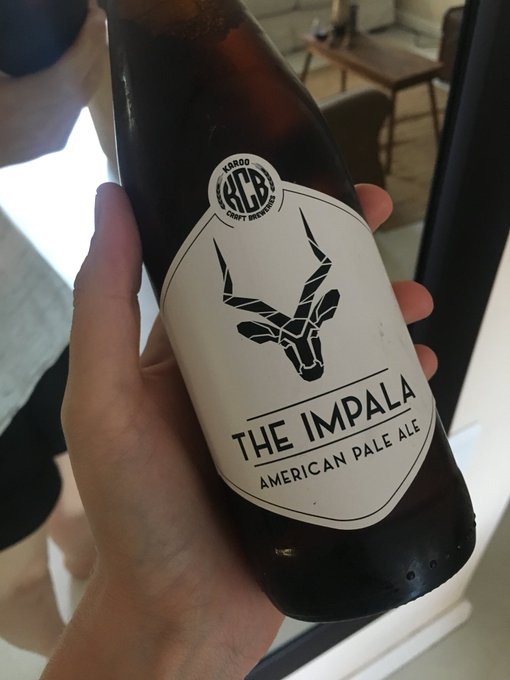 KAROO
KCB
CRAFT BREWERIES
THE IMPALA
AMERICAN PALE ALE